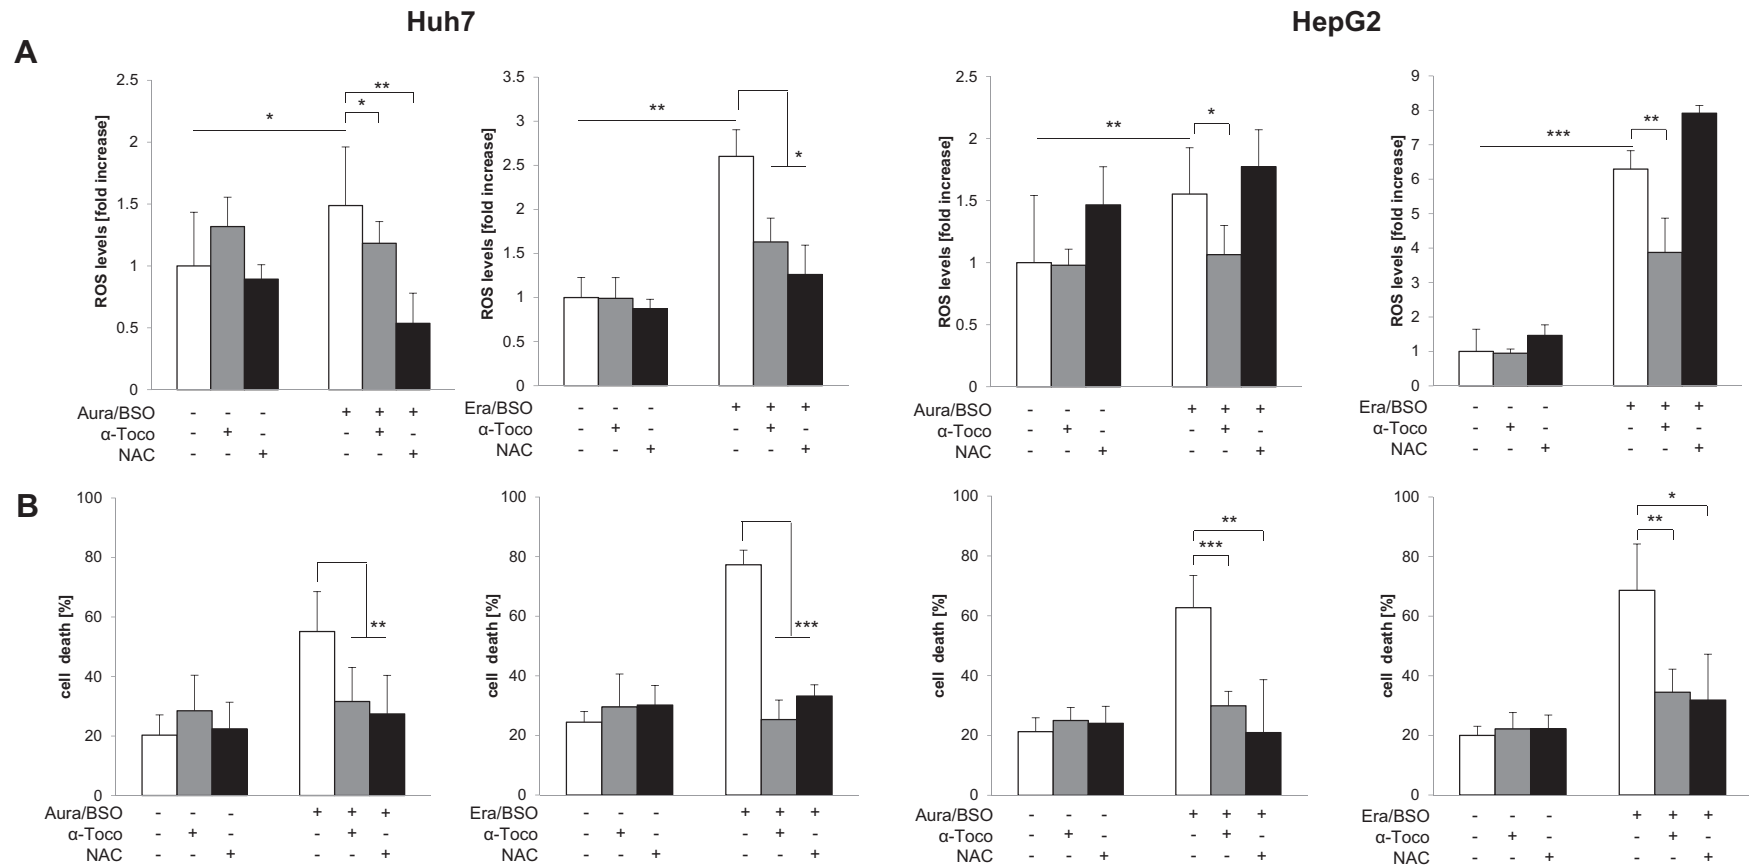 Huh7
HepG2
A
ROS levels [fold increase]
2.5
2
1.5
1
0.5
0
*
*
**
Aura/BSO - - - + + +
α-Toco - + - - + -
NAC - - + - - +
ROS levels [fold increase]
3.5
3
2.5
2
1.5
1
0.5
0
**
*
Era/BSO - - - + + +
- + - - + -
- - + - - +
ROS levels [fold increase]
2.5
2
1.5
1
0.5
0
**
*
Aura/BSO - - - + + +
α-Toco - + - - + -
NAC - - + - - +
ROS levels [fold increase]
9
8
7
6
5
4
3
2
1
0
***
**
Era/BSO - - - + + +
α-Toco - + - - + -
NAC - - + - - +
B
cell death [%]
100
80
60
40
20
0
**
Aura/BSO - - - + + +
α-Toco - + - - + -
NAC - - + - - +
cell death [%]
100
80
60
40
20
0
***
Era/BSO - - - + + +
α-Toco - + - - + -
NAC - - + - - +
cell death [%]
100
80
60
40
20
0
**
***
Aura/BSO - - - + + +
α-Toco - + - - + -
NAC - - + - - +
cell death [%]
100
80
60
40
20
0
*
**
Era/BSO - - - + + +
α-Toco - + - - + -
NAC - - + - - +